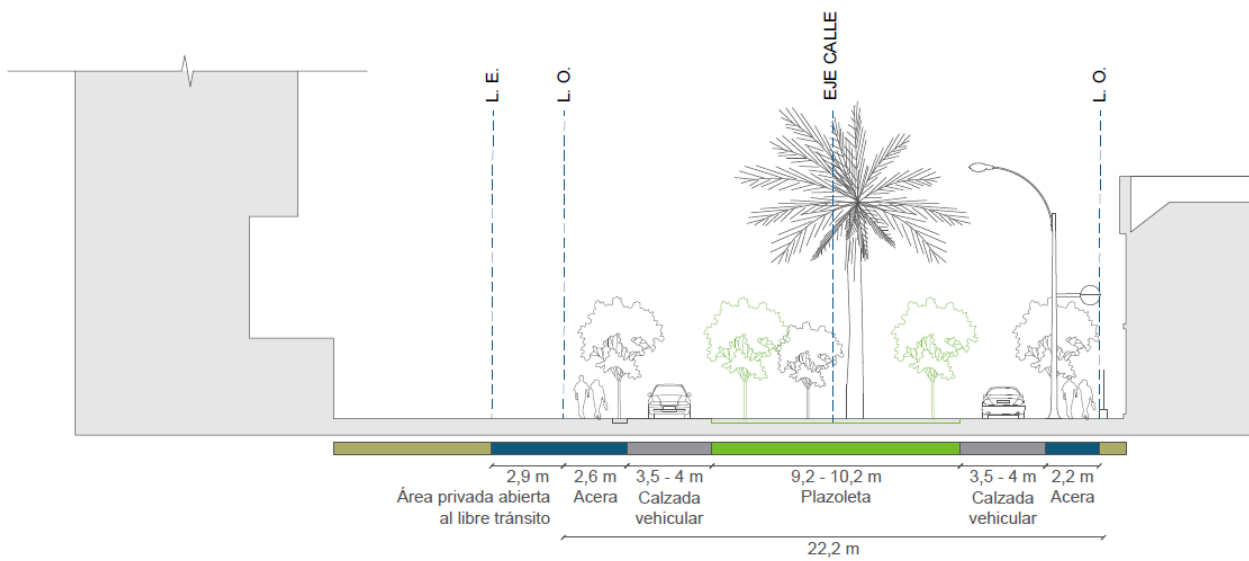 L. E.
L. O.
EJE CALLE
L. O.
2,9 m
Área privada abierta
al libre tránsito
2,6 m
Acera
3,5 - 4 m
Calzada
vehicular
9,2 - 10,2 m
Plazoleta
3,5 - 4 m
Calzada
vehicular
2,2 m
Acera
22,2 m